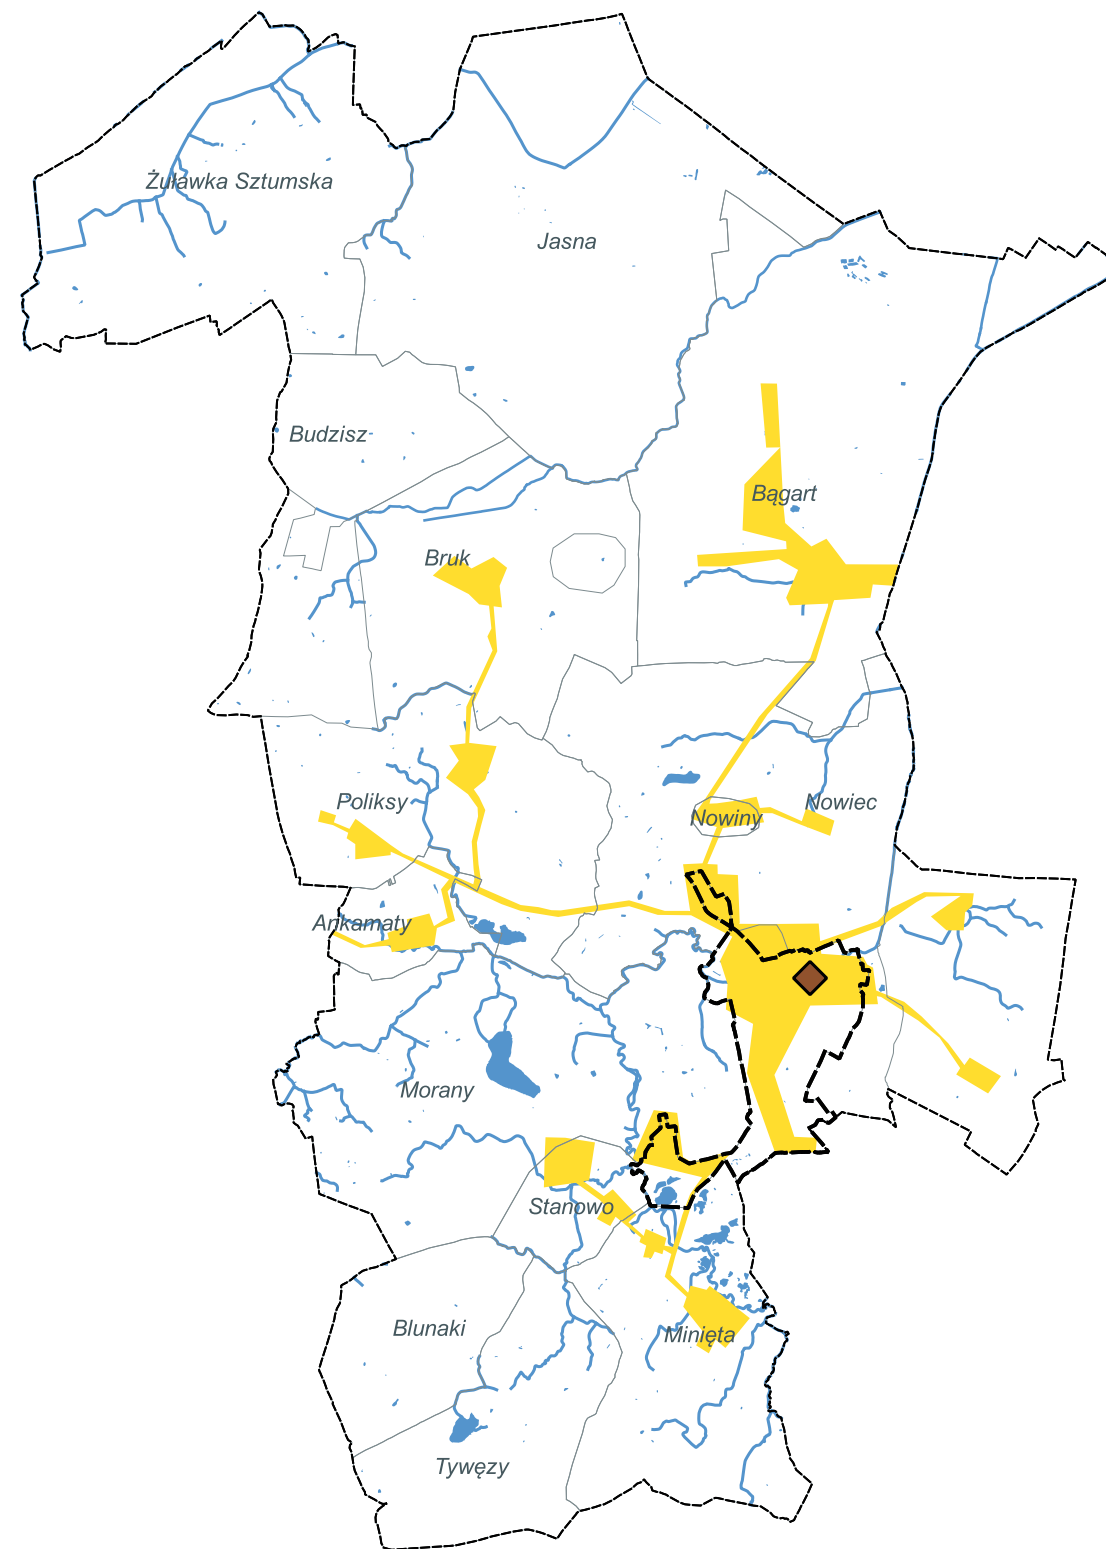 Żuławka Sztumska
Jasna
Budzisz
Bągart
Bruk
Poliksy
Nowiec
Nowiny
Ankamaty
Morany
Stanowo
Blunaki
Minięta
Tywęzy